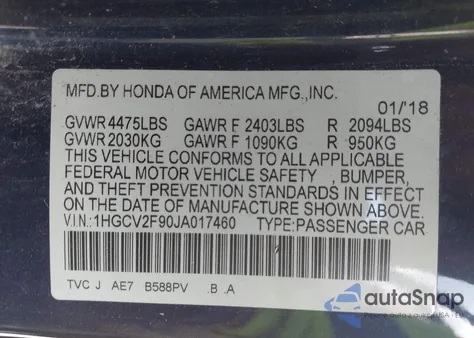 MFD.BY HONDA OF AMERICA MFG.,INC.
01/'18
GVWR 4475LBS GAWR F 2403LBS R 2094LBS
GVWR 2030KG GAWR F 1090KG R 950KG
THIS VEHICLE CONFORMS TO ALL APPLICABLE
FEDERAL MOTOR VEHICLE SAFETY , BUMPER,
AND THEFT PREVENTION STANDARDS IN EFFECT
ON THE DATE OF MANUFACTURE SHOWN ABOVE
V.I.N.: 1HGCV2F90JA017460 TYPE:PASSENGER CAR
TVC J AE7 B588PV .B .A
autoSnap